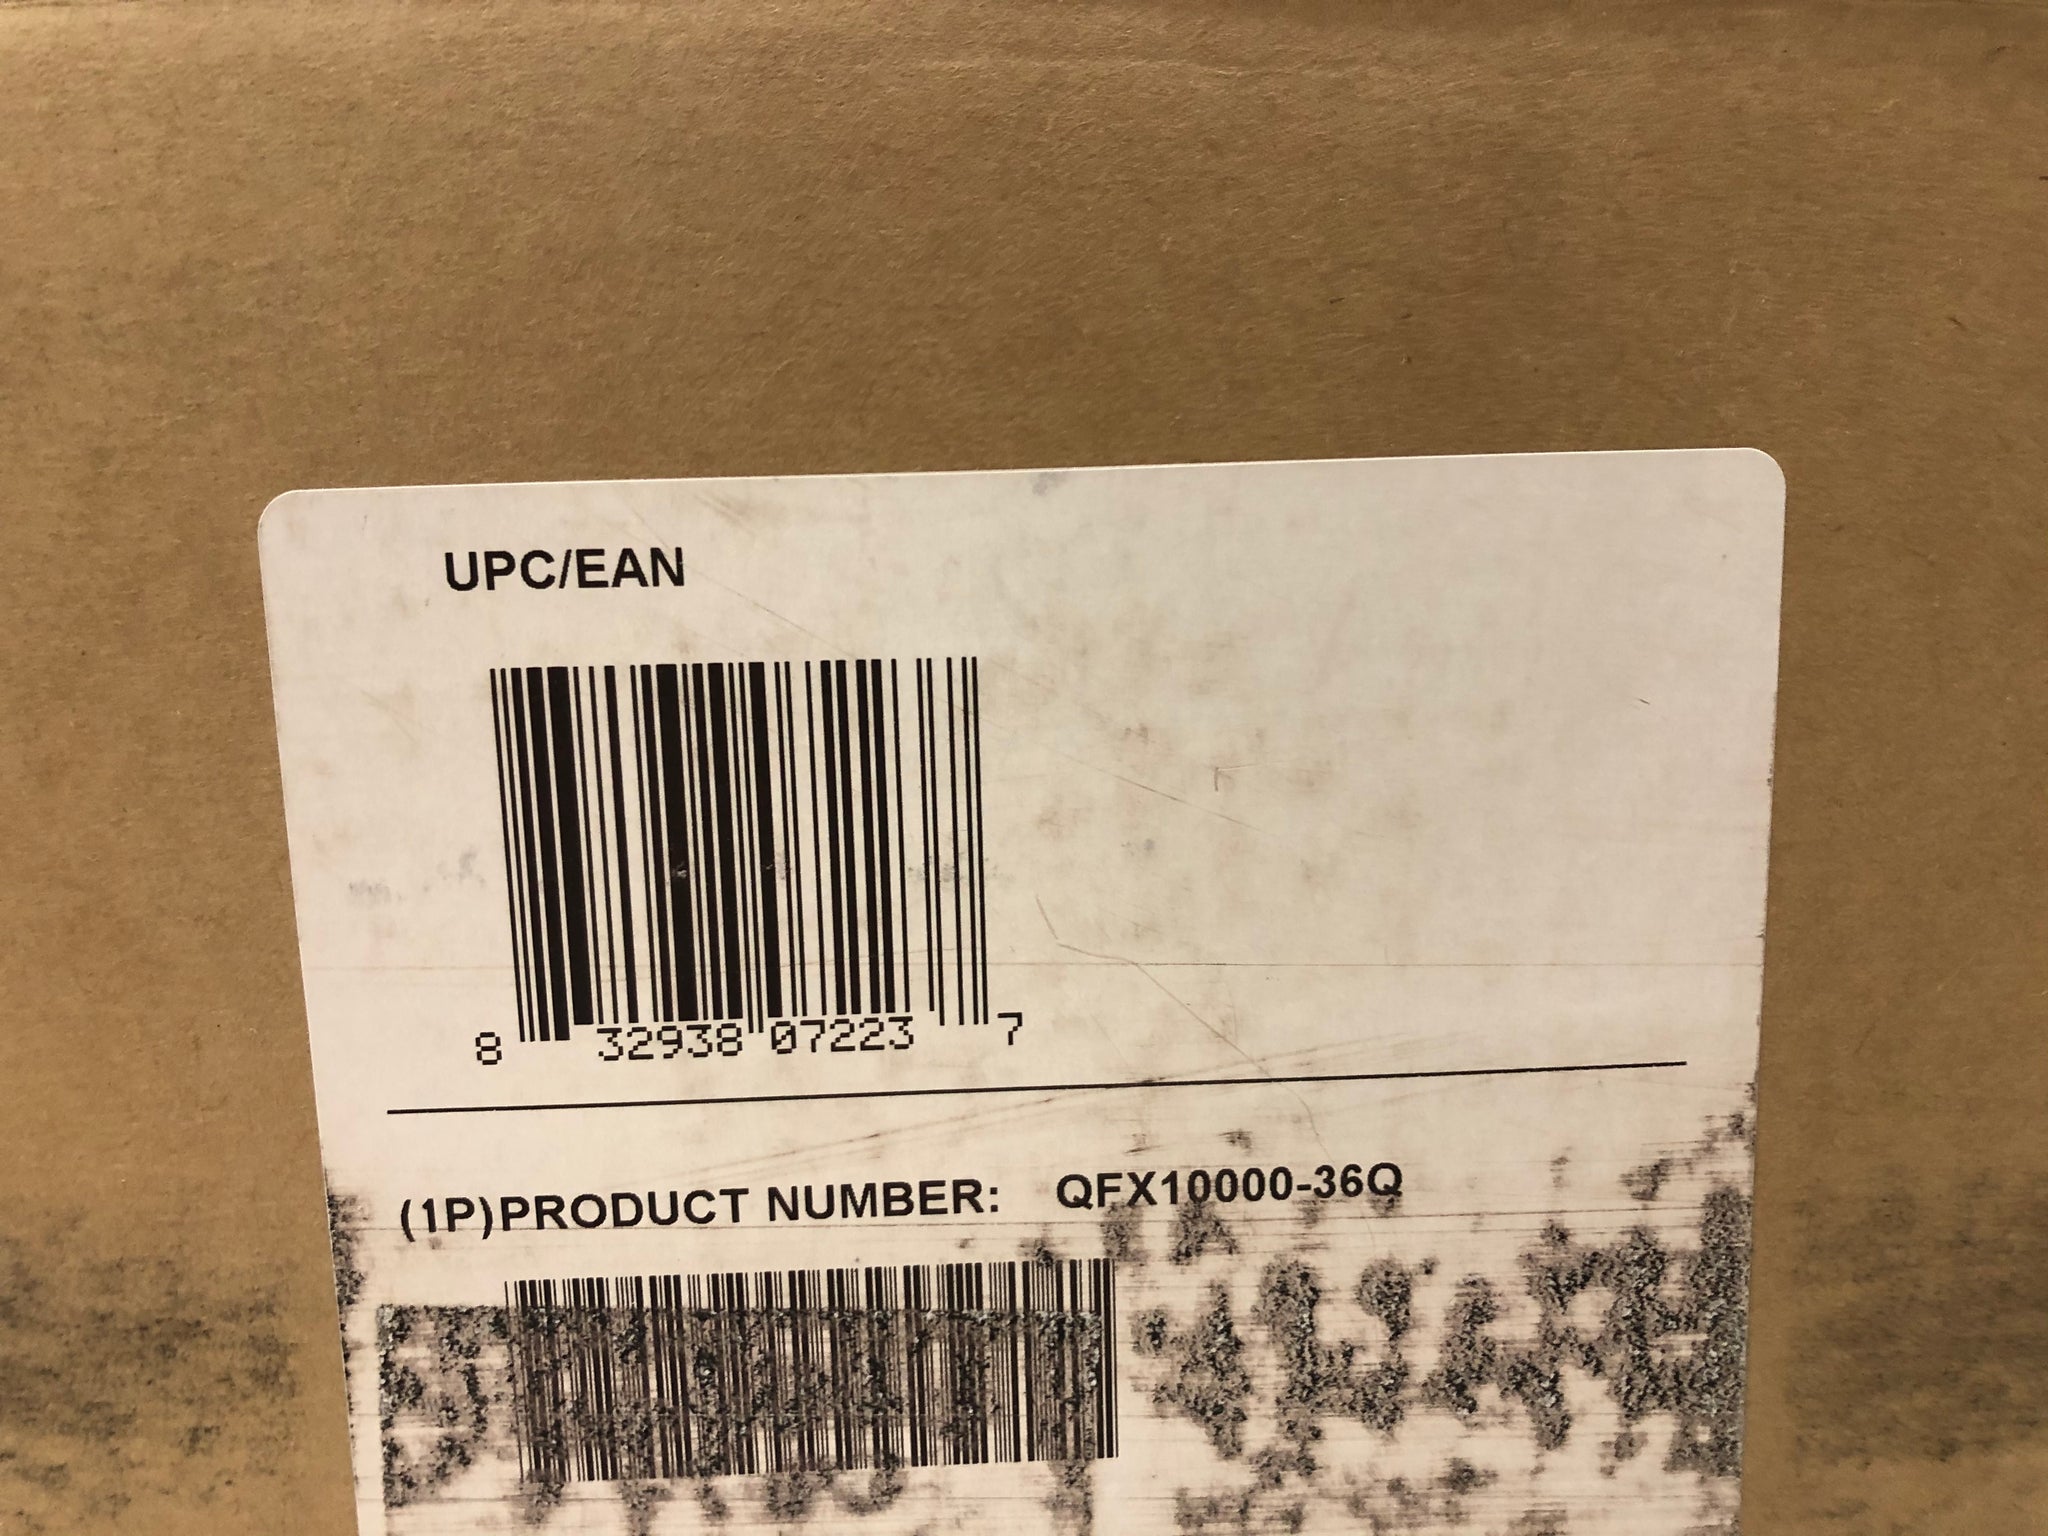 UPC/EAN
8 32938 07223 7
(1P)PRODUCT NUMBER: QFX10000-36Q